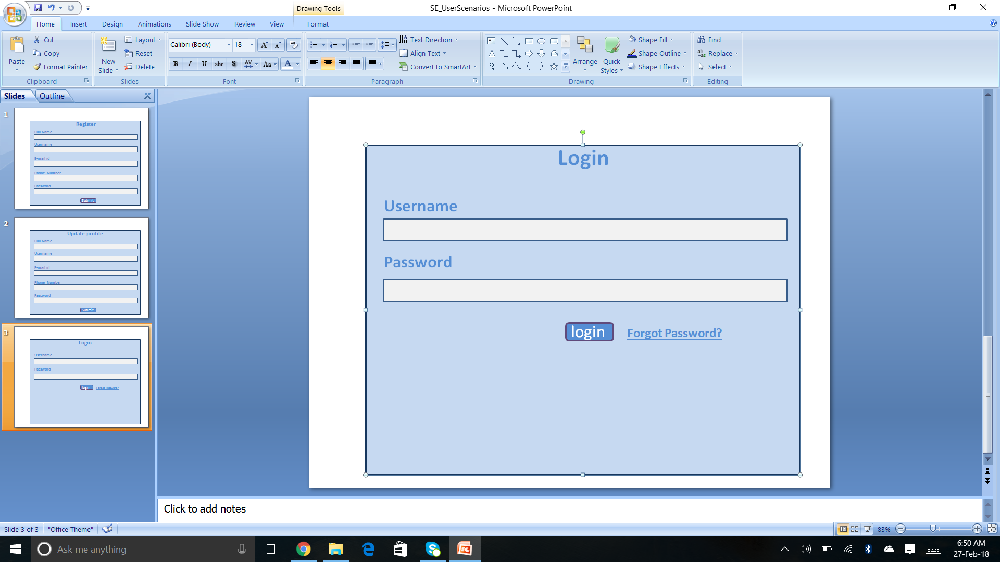 Drawing Tools
SE_UserScenarios - Microsoft PowerPoint
Home Insert Design Animations Slide Show Review View Format
Paste
Cut
Copy
Format Painter
Clipboard
New Slide
Layout
Reset
Delete
Slides
Calibri (Body) 18
B I U abc S AV Aa A
Font
Text Direction
Align Text
Convert to SmartArt
Paragraph
Arrange
Quick Styles
Shape Fill
Shape Outline
Shape Effects
Drawing
Find
Replace
Select
Editing
Slides Outline
1
Register
Full Name
Username
E-mail id
Phone Number
Password
Submit
2
Update profile
Full Name
Username
E-mail id
Phone Number
Password
Submit
3
Login
Username
Password
login Forgot Password?
Login
Username
Password
login Forgot Password?
Click to add notes
Slide 3 of 3 "Office Theme" 83%
Ask me anything
6:50 AM
27-Feb-18